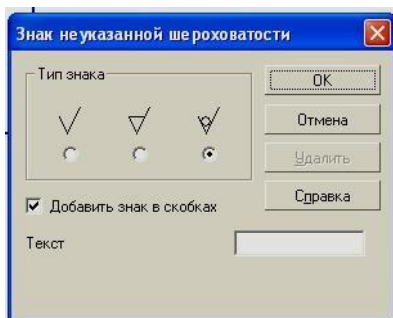 Знак неуказанной шероховатости
Тип знака
OK
Отмена
Удалить
Справка
Добавить знак в скобках
Текст